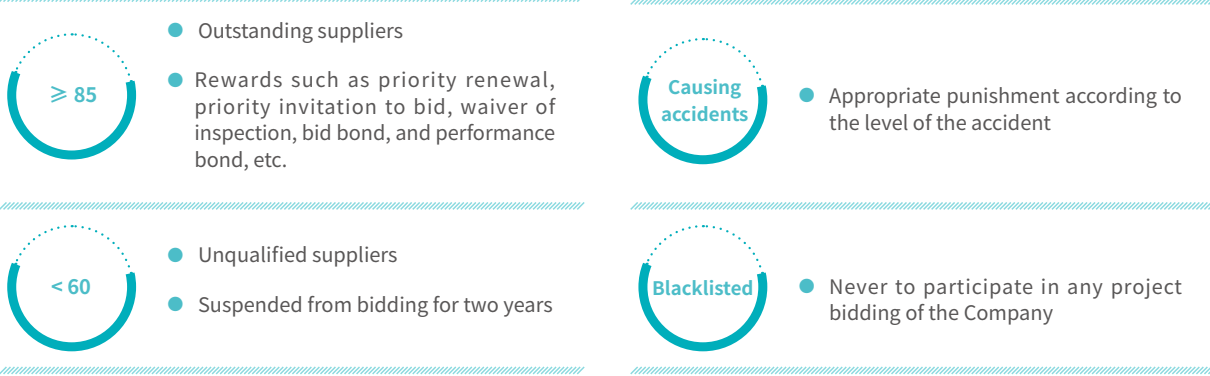 ⩾ 85
Outstanding suppliers
Rewards such as priority renewal,
priority invitation to bid, waiver of
inspection, bid bond, and performance
bond, etc.
Causing
accidents
Appropriate punishment according to
the level of the accident
< 60
Unqualified suppliers
Suspended from bidding for two years
Blacklisted
Never to participate in any project
bidding of the Company